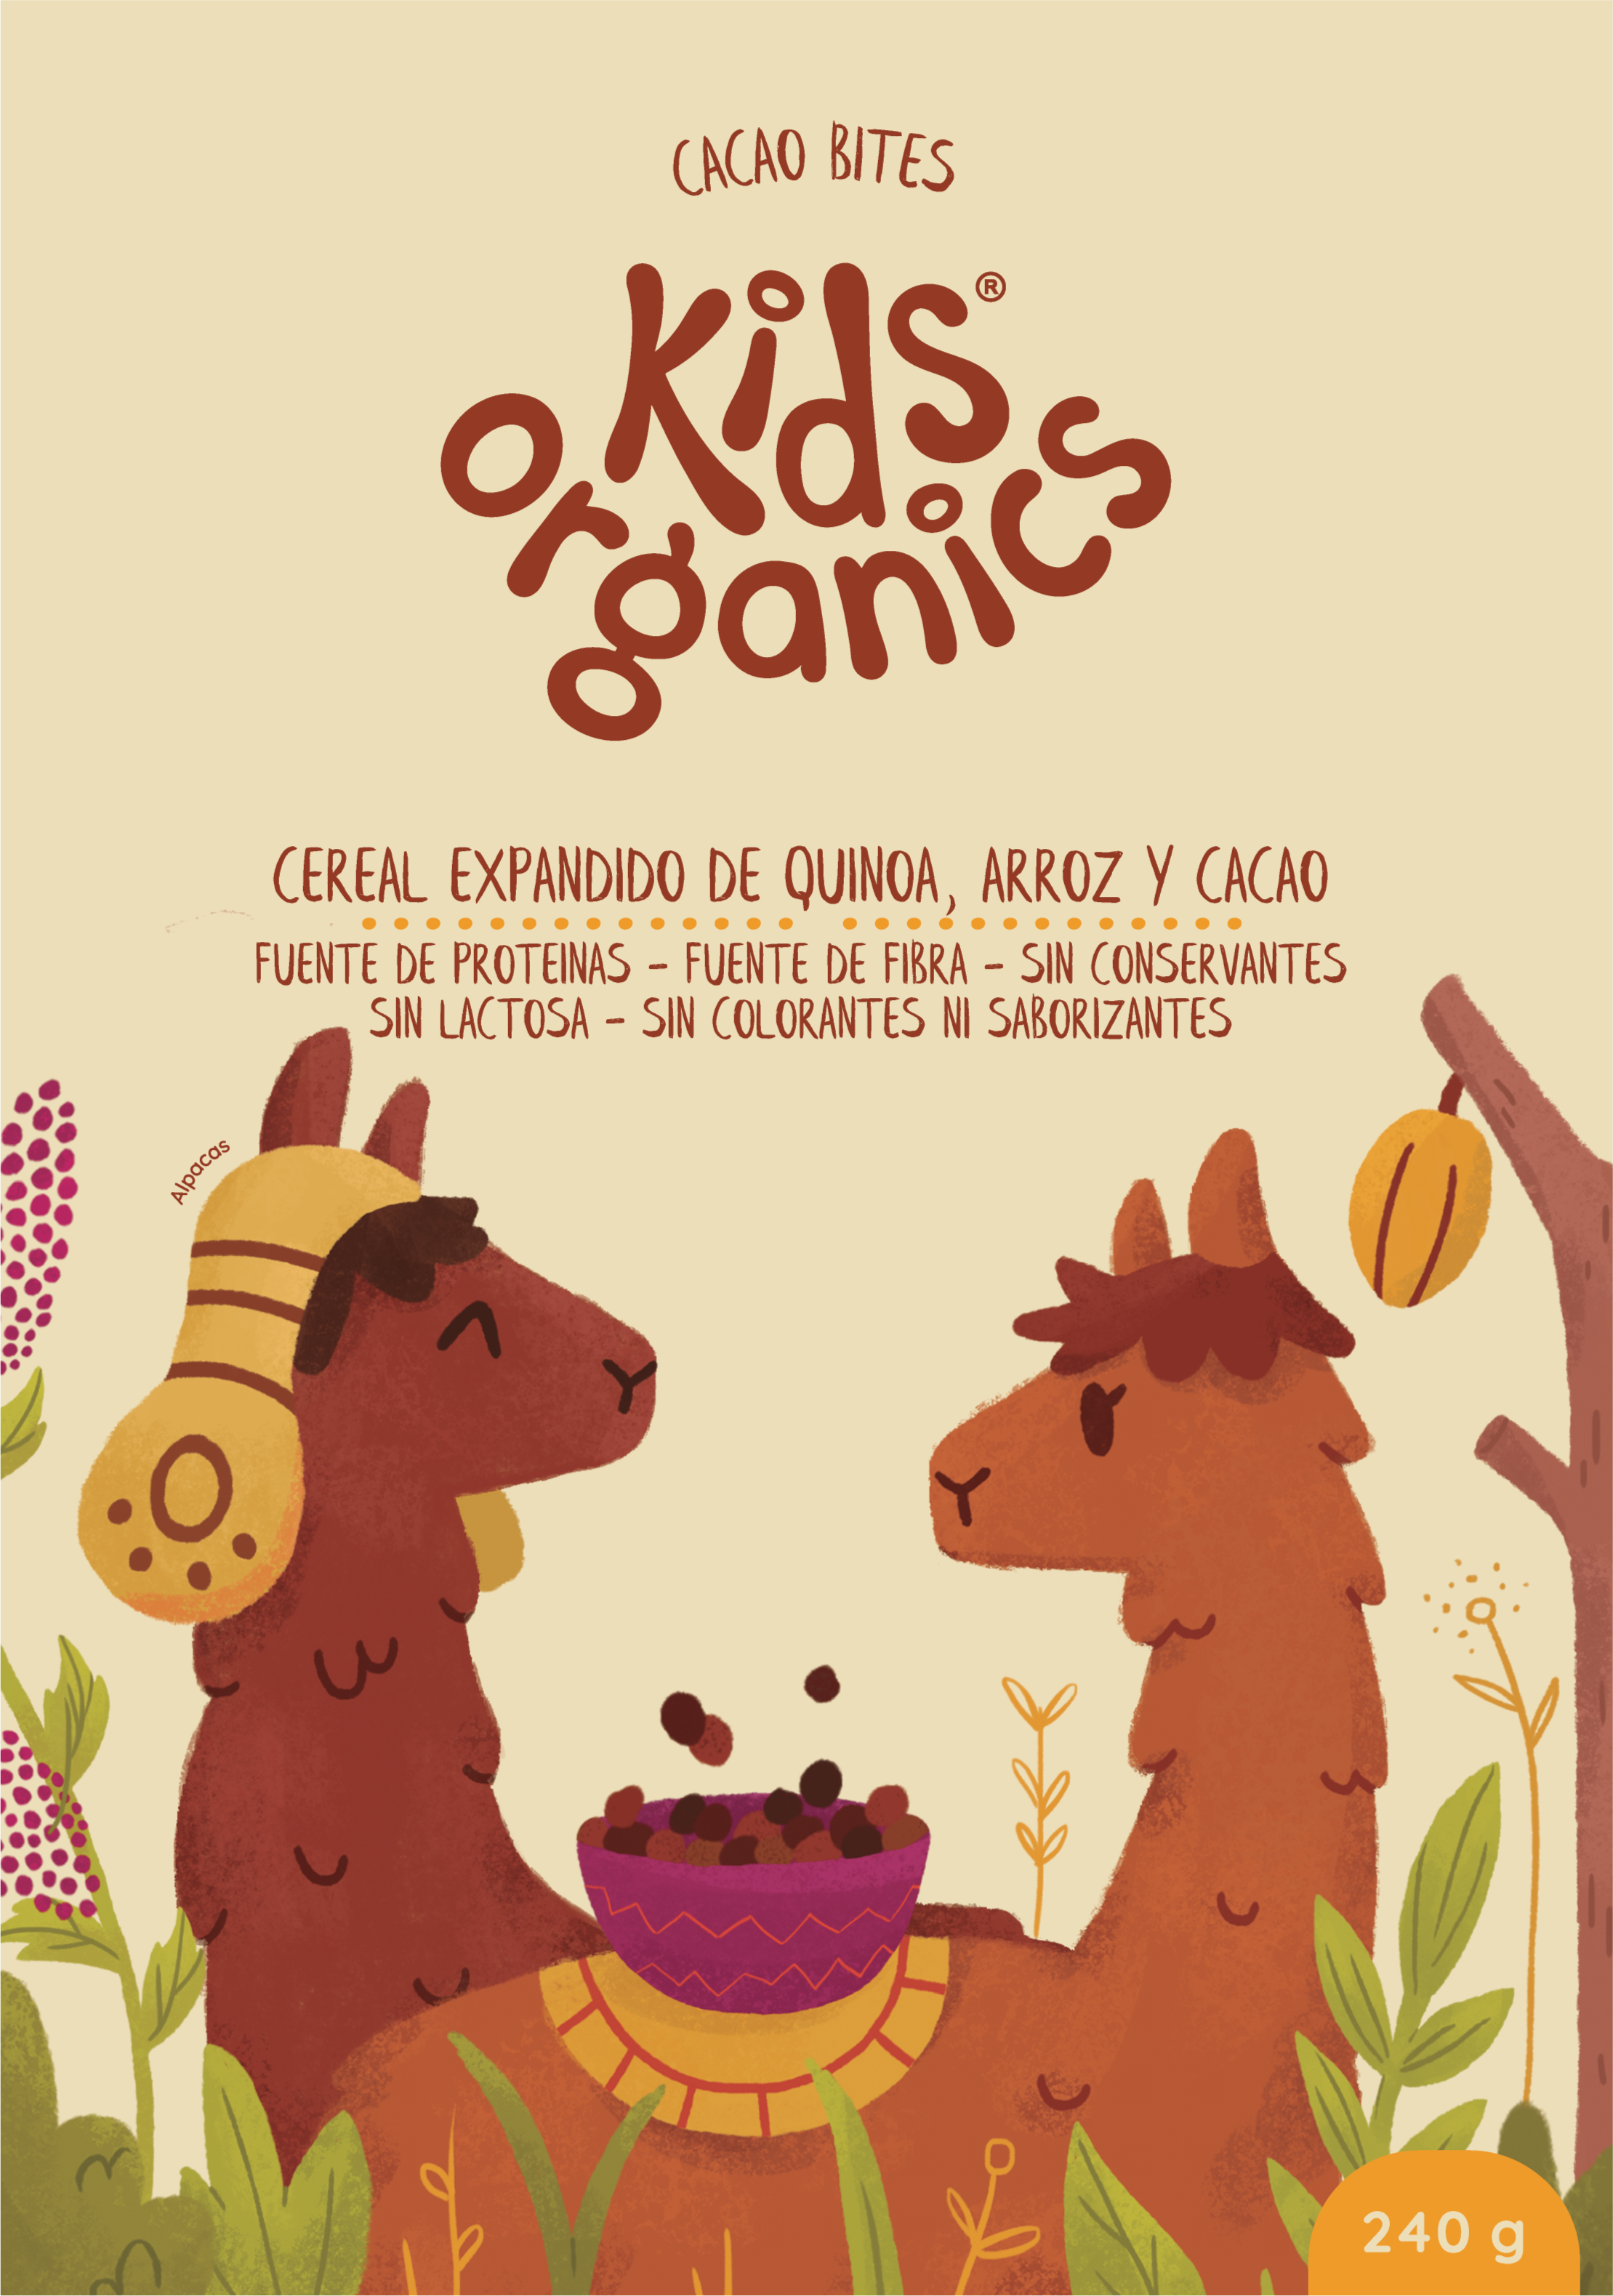 CACAO BITES
kids®
organics
CEREAL EXPANDIDO DE QUINOA, ARROZ Y CACAO
FUENTE DE PROTEINAS - FUENTE DE FIBRA - SIN CONSERVANTES
SIN LACTOSA - SIN COLORANTES NI SABORIZANTES
Alpacas
240 g